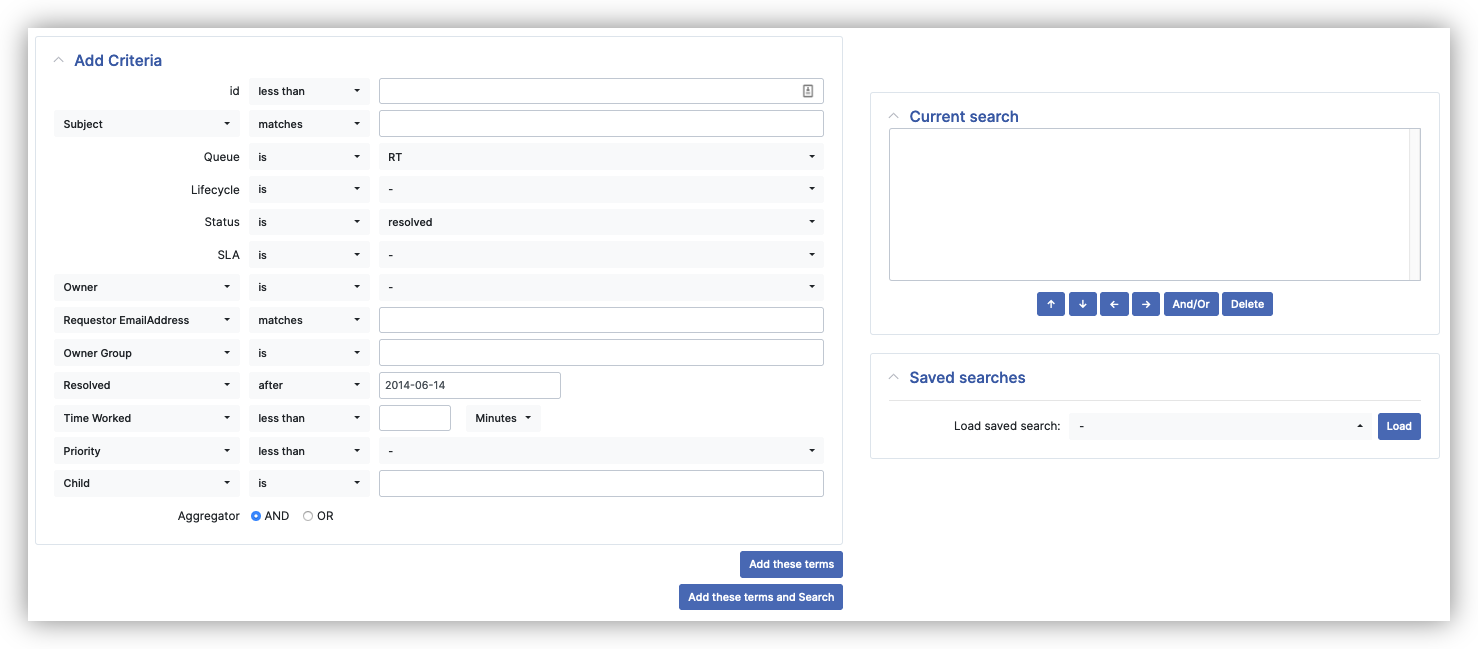 Add Criteria
id less than
Subject matches
Queue is RT
Lifecycle is -
Status is resolved
SLA is -
Owner is -
Requestor EmailAddress matches
Owner Group is
Resolved after 2014-06-14
Time Worked less than Minutes
Priority less than -
Child is
Aggregator AND OR
Add these terms
Add these terms and Search
Current search
↑ ↓ ← → And/Or Delete
Saved searches
Load saved search: - Load